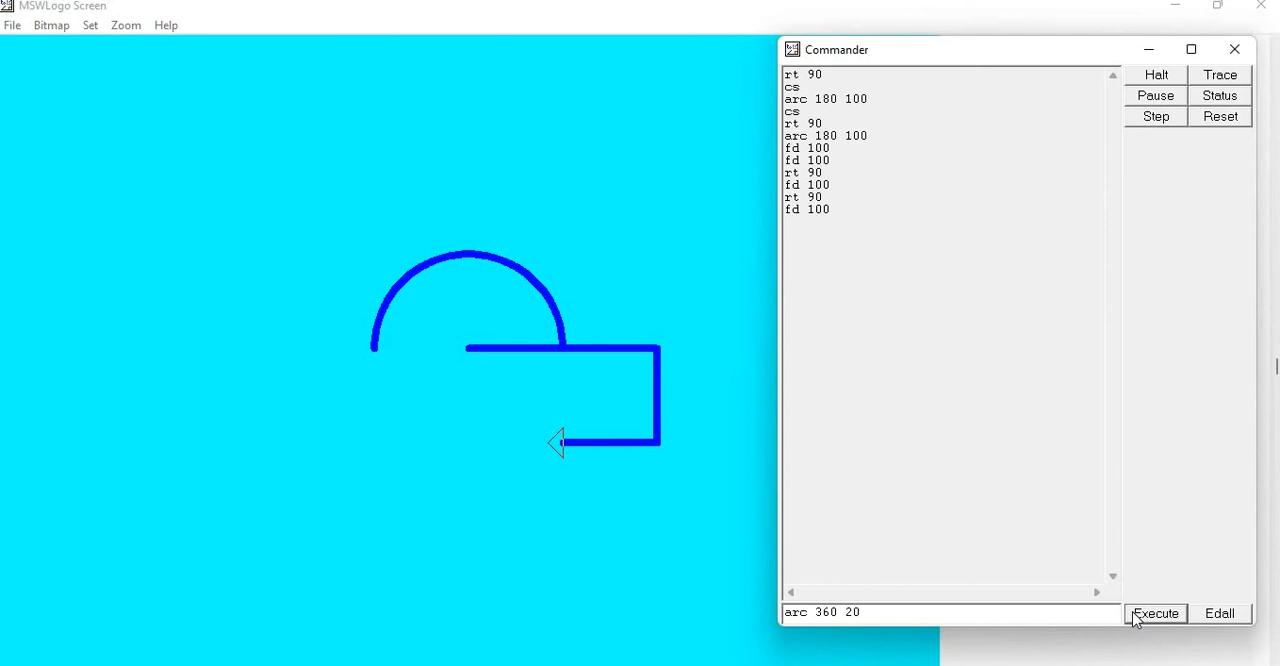 MSWLogo Screen
File Bitmap Set Zoom Help
Commander
rt 90
cs
arc 180 100
cs
rt 90
arc 180 100
fd 100
fd 100
rt 90
fd 100
rt 90
fd 100
Halt Trace
Pause Status
Step Reset
arc 360 20
Execute Edall